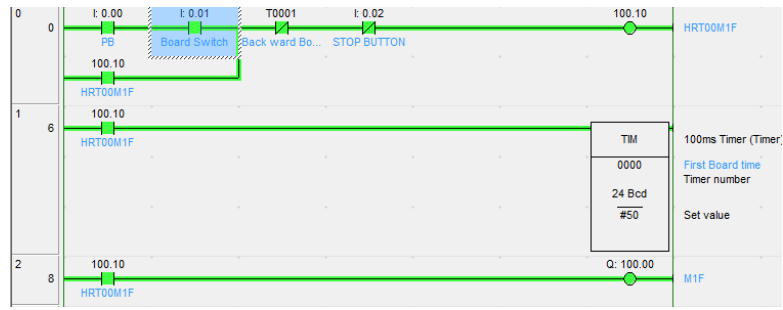 0 0 I: 0.00 I: 0.01 T0001 I: 0.02 100.10 HRT00M1F
PB Board Switch Back ward Bo... STOP BUTTON
100.10
HRT00M1F
1 6 100.10
HRT00M1F
TIM 100ms Timer (Timer)
0000 First Board time
Timer number
24 Bcd
#50 Set value
2 8 100.10 Q: 100.00 M1F
HRT00M1F